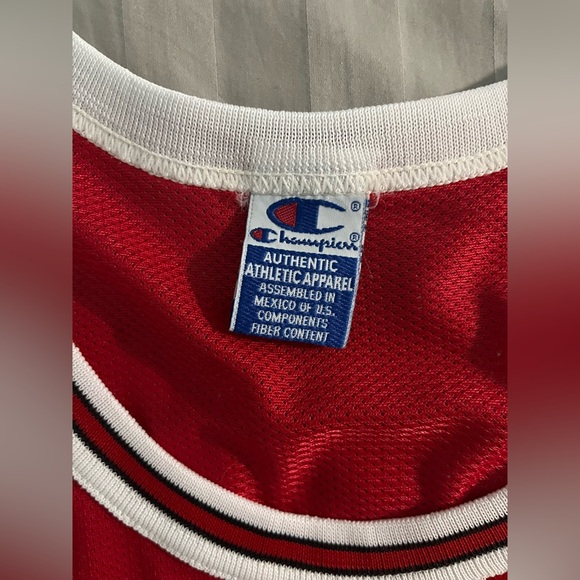 ®
Champion®
AUTHENTIC
ATHLETIC APPAREL
ASSEMBLED IN
MEXICO OF U.S.
COMPONENTS
FIBER CONTENT